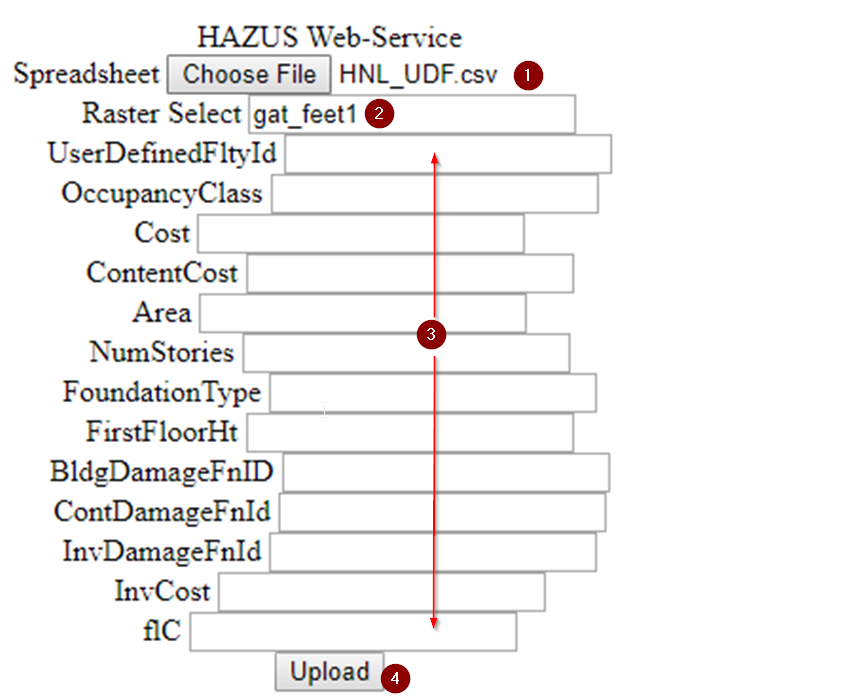 HAZUS Web-Service
Spreadsheet Choose File HNL_UDF.csv 1
Raster Select gat_feet1 2
UserDefinedFltyId
OccupancyClass
Cost
ContentCost
Area
3
NumStories
FoundationType
FirstFloorHt
BldgDamageFnID
ContDamageFnId
InvDamageFnId
InvCost
flC
Upload 4